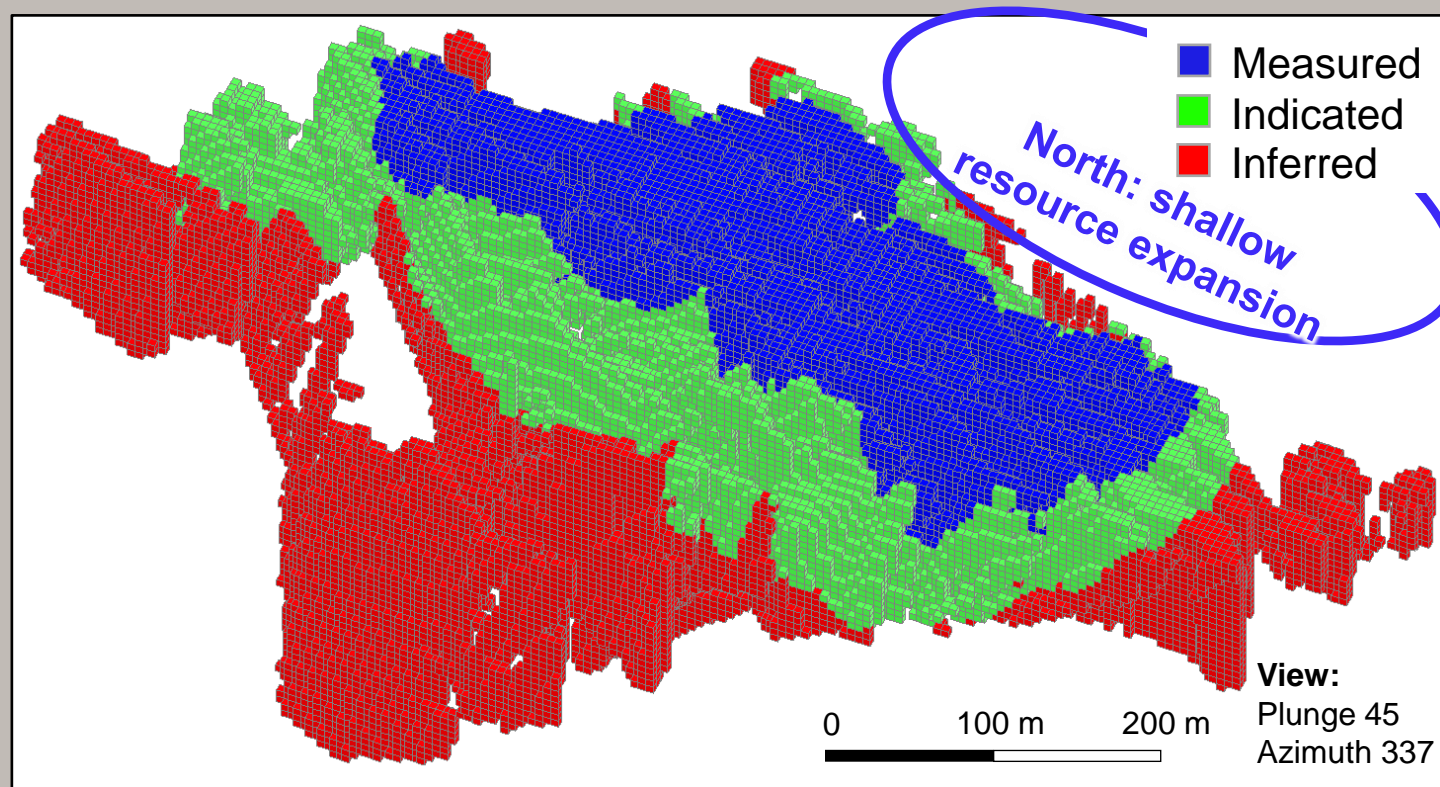 Measured
Indicated
Inferred
North: shallow
resource expansion
0 100 m 200 m
View:
Plunge 45
Azimuth 337